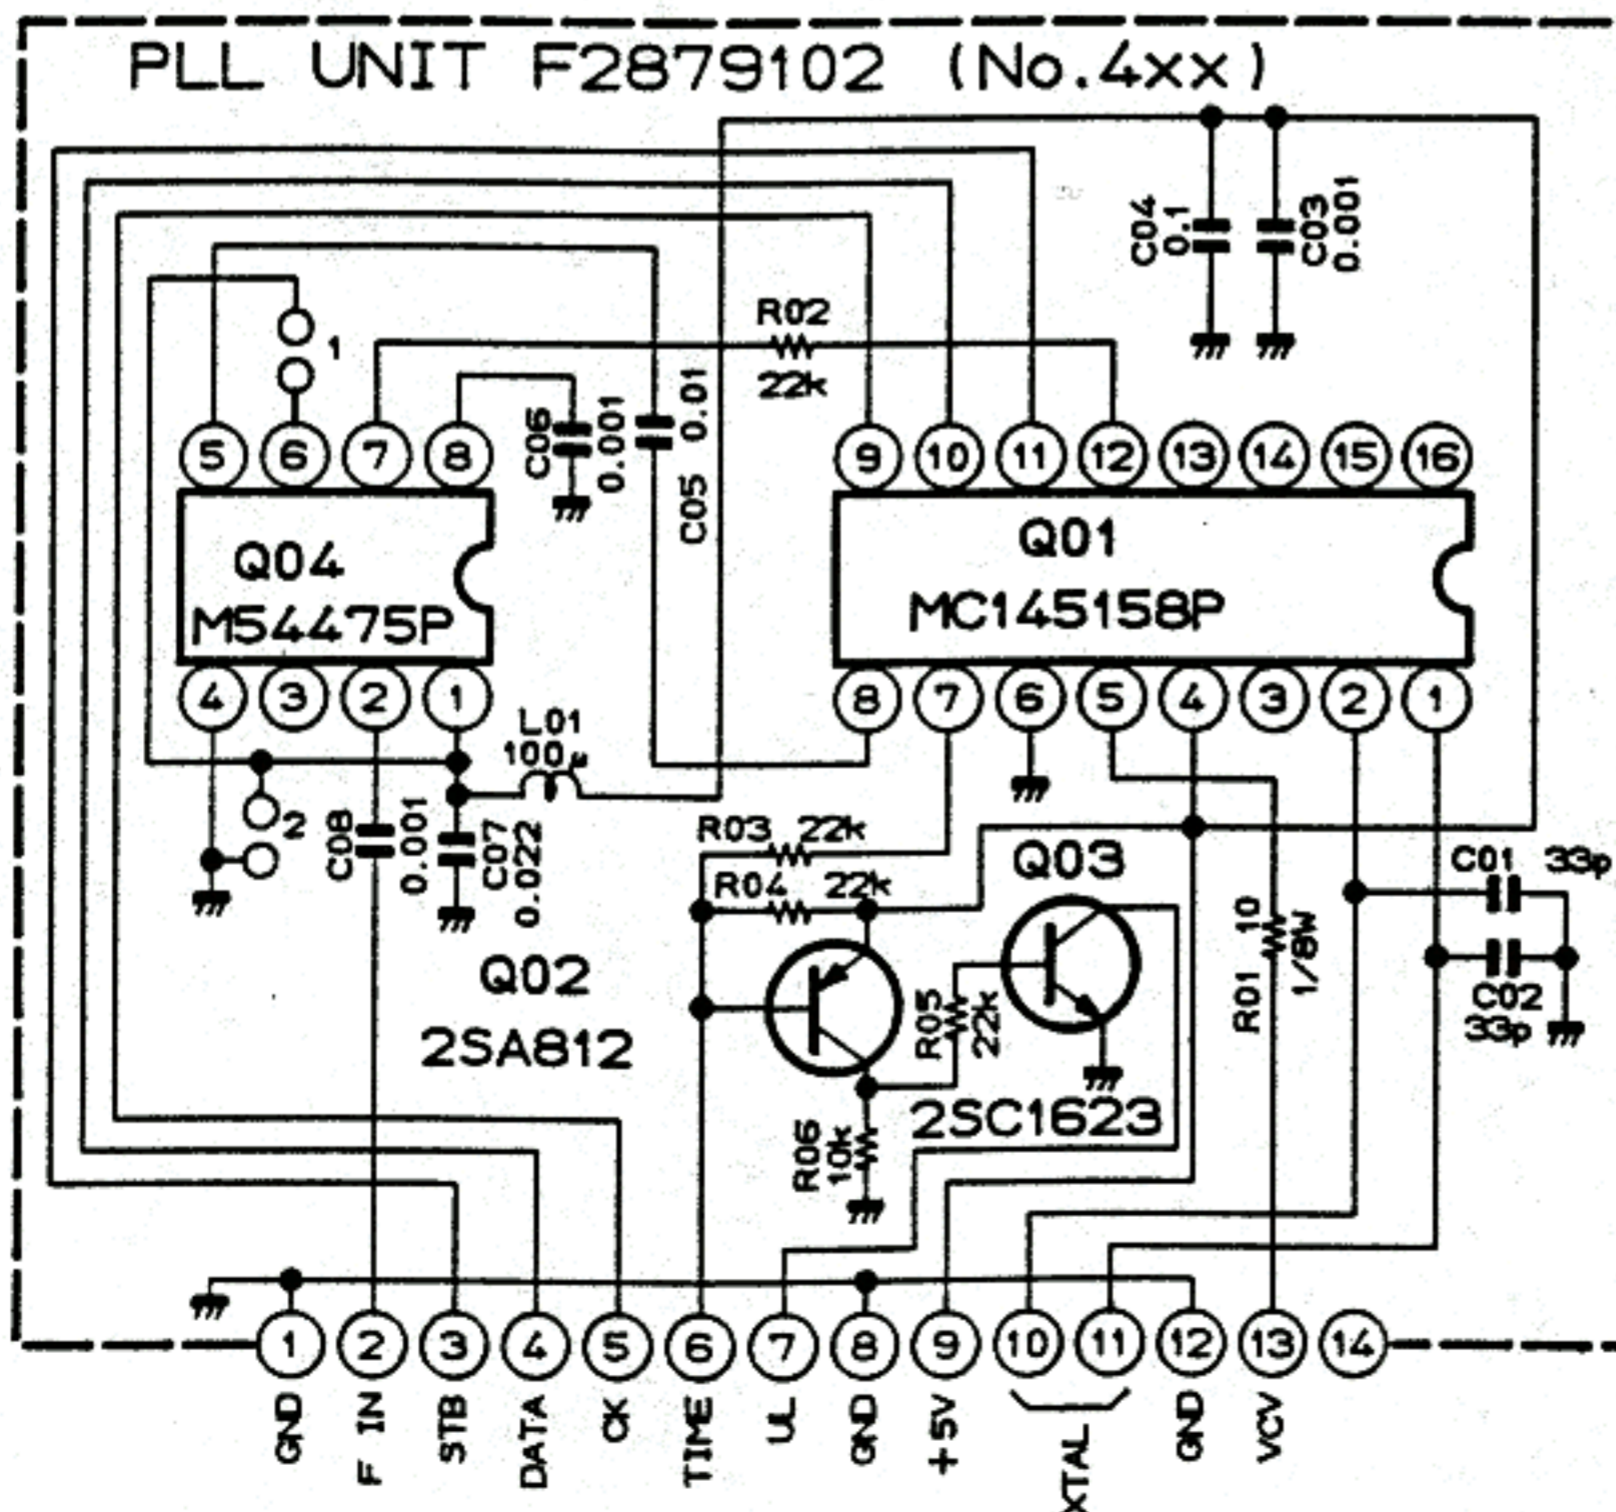 PLL UNIT F2879102 (No.4xx)
C04
0.1
C03
0.001
R02
22k
1
C06
0.001
C05 0.01
5 6 7 8
9 10 11 12 13 14 15 16
Q04
M54475P
Q01
MC145158P
4 3 2 1
8 7 6 5 4 3 2 1
L01
100μ
2
C08
0.001
C07
0.022
R03 22k
R04 22k
Q03
C01 33p
C02
33p
R01 10
1/8W
Q02
2SA812
R05
22k
2SC1623
R06
10k
1 2 3 4 5 6 7 8 9 10 11 12 13 14
GND
F IN
STB
DATA
CK
TIME
UL
GND
+5V
XTAL
GND
VCV